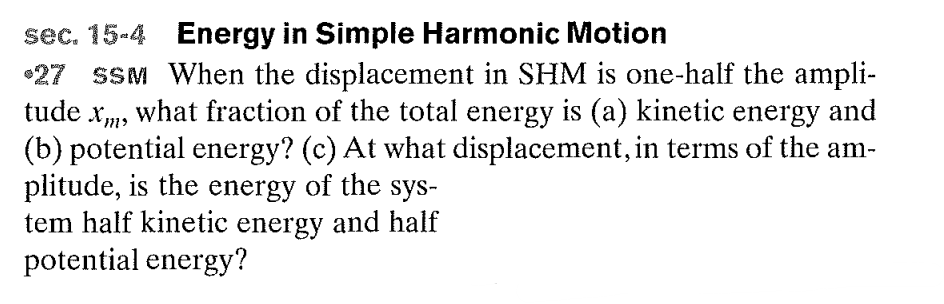 sec. 15-4 Energy in Simple Harmonic Motion
•27 SSM When the displacement in SHM is one-half the ampli-
tude xₘ, what fraction of the total energy is (a) kinetic energy and
(b) potential energy? (c) At what displacement, in terms of the am-
plitude, is the energy of the sys-
tem half kinetic energy and half
potential energy?